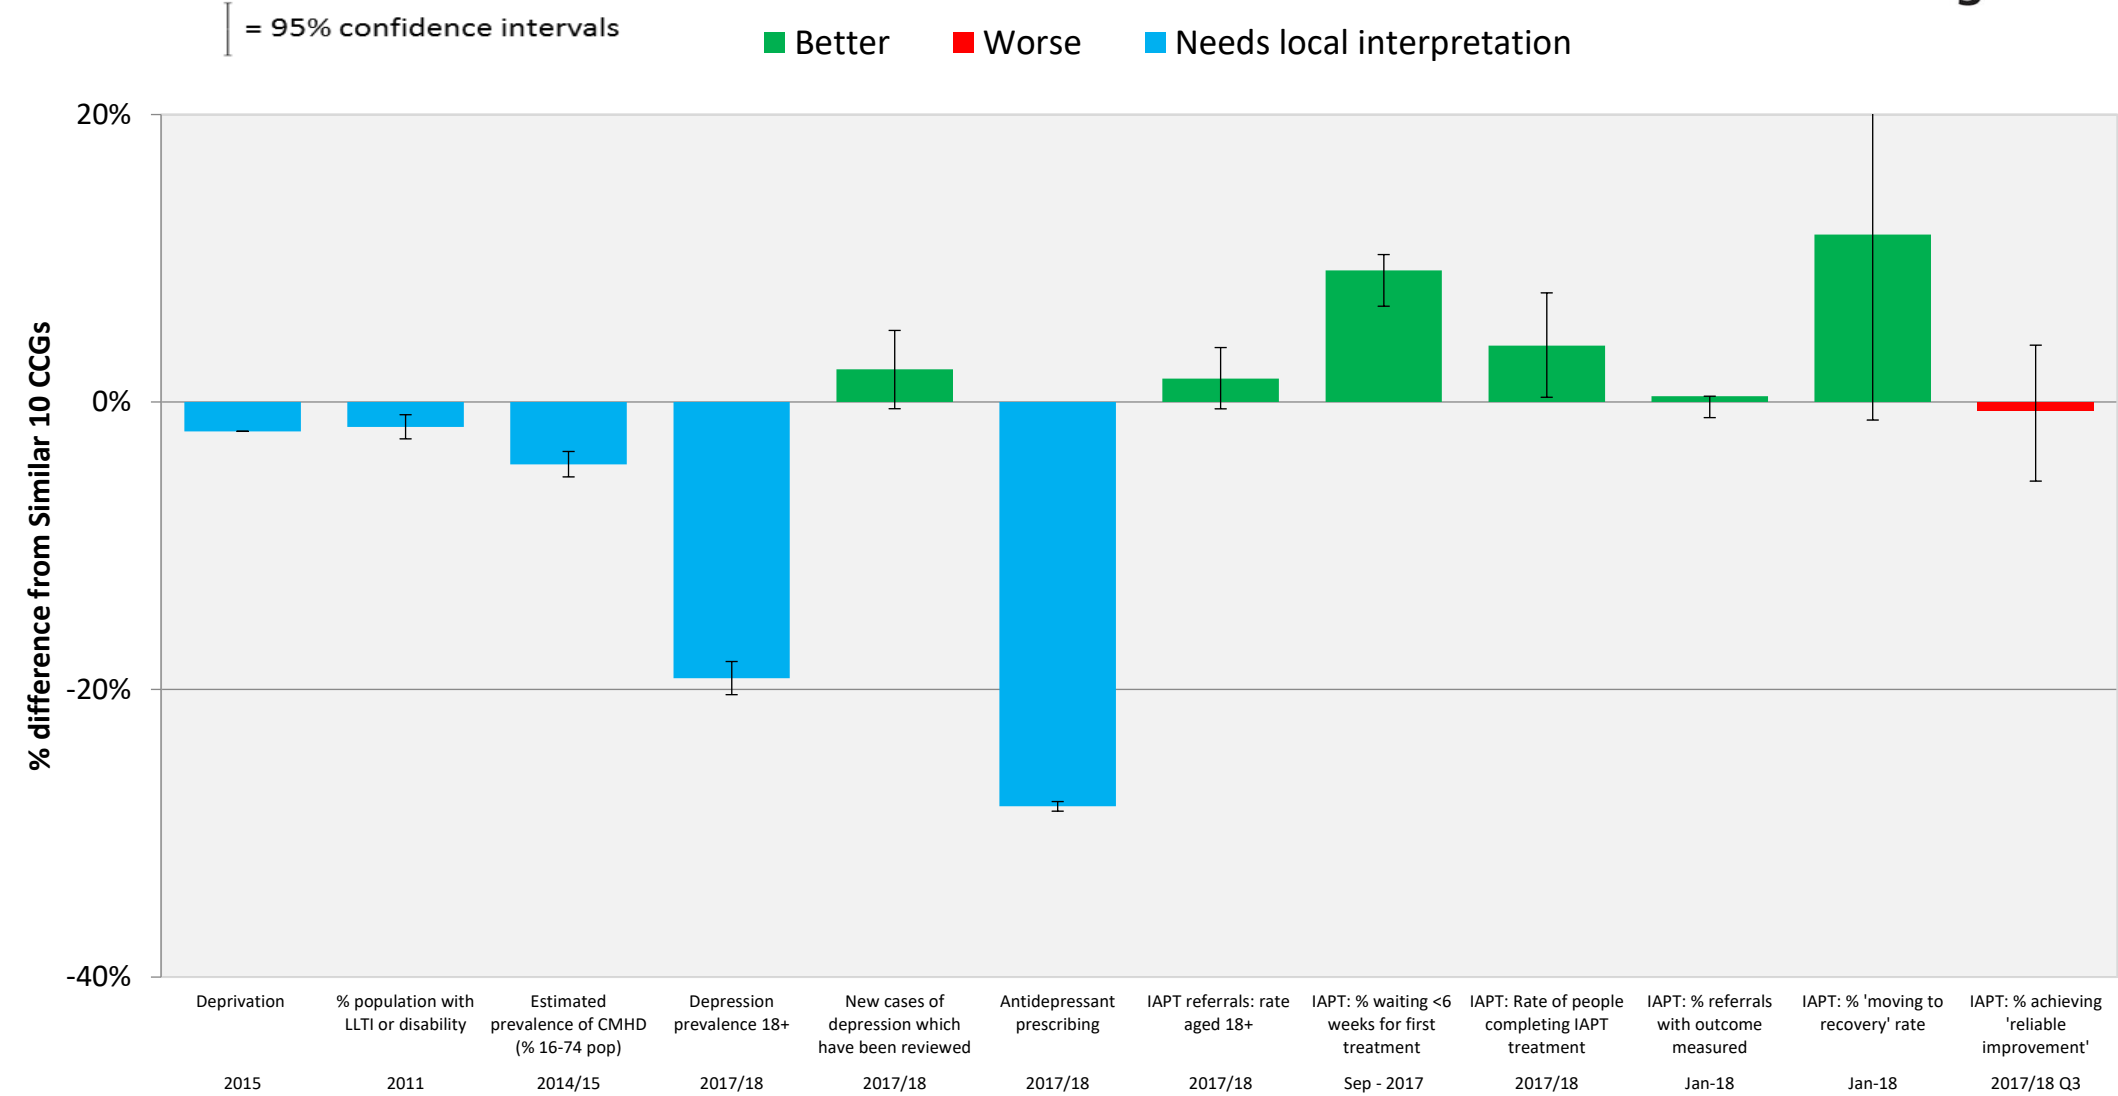 = 95% confidence intervals
Better Worse Needs local interpretation
20%
0%
-20%
-40%
% difference from Similar 10 CCGs
Deprivation
2015
% population with
LLTI or disability
2011
Estimated
prevalence of CMHD
(% 16-74 pop)
2014/15
Depression
prevalence 18+
2017/18
New cases of
depression which
have been reviewed
2017/18
Antidepressant
prescribing
2017/18
IAPT referrals: rate
aged 18+
2017/18
IAPT: % waiting <6
weeks for first
treatment
Sep - 2017
IAPT: Rate of people
completing IAPT
treatment
2017/18
IAPT: % referrals
with outcome
measured
Jan-18
IAPT: % 'moving to
recovery' rate
Jan-18
IAPT: % achieving
'reliable
improvement'
2017/18 Q3